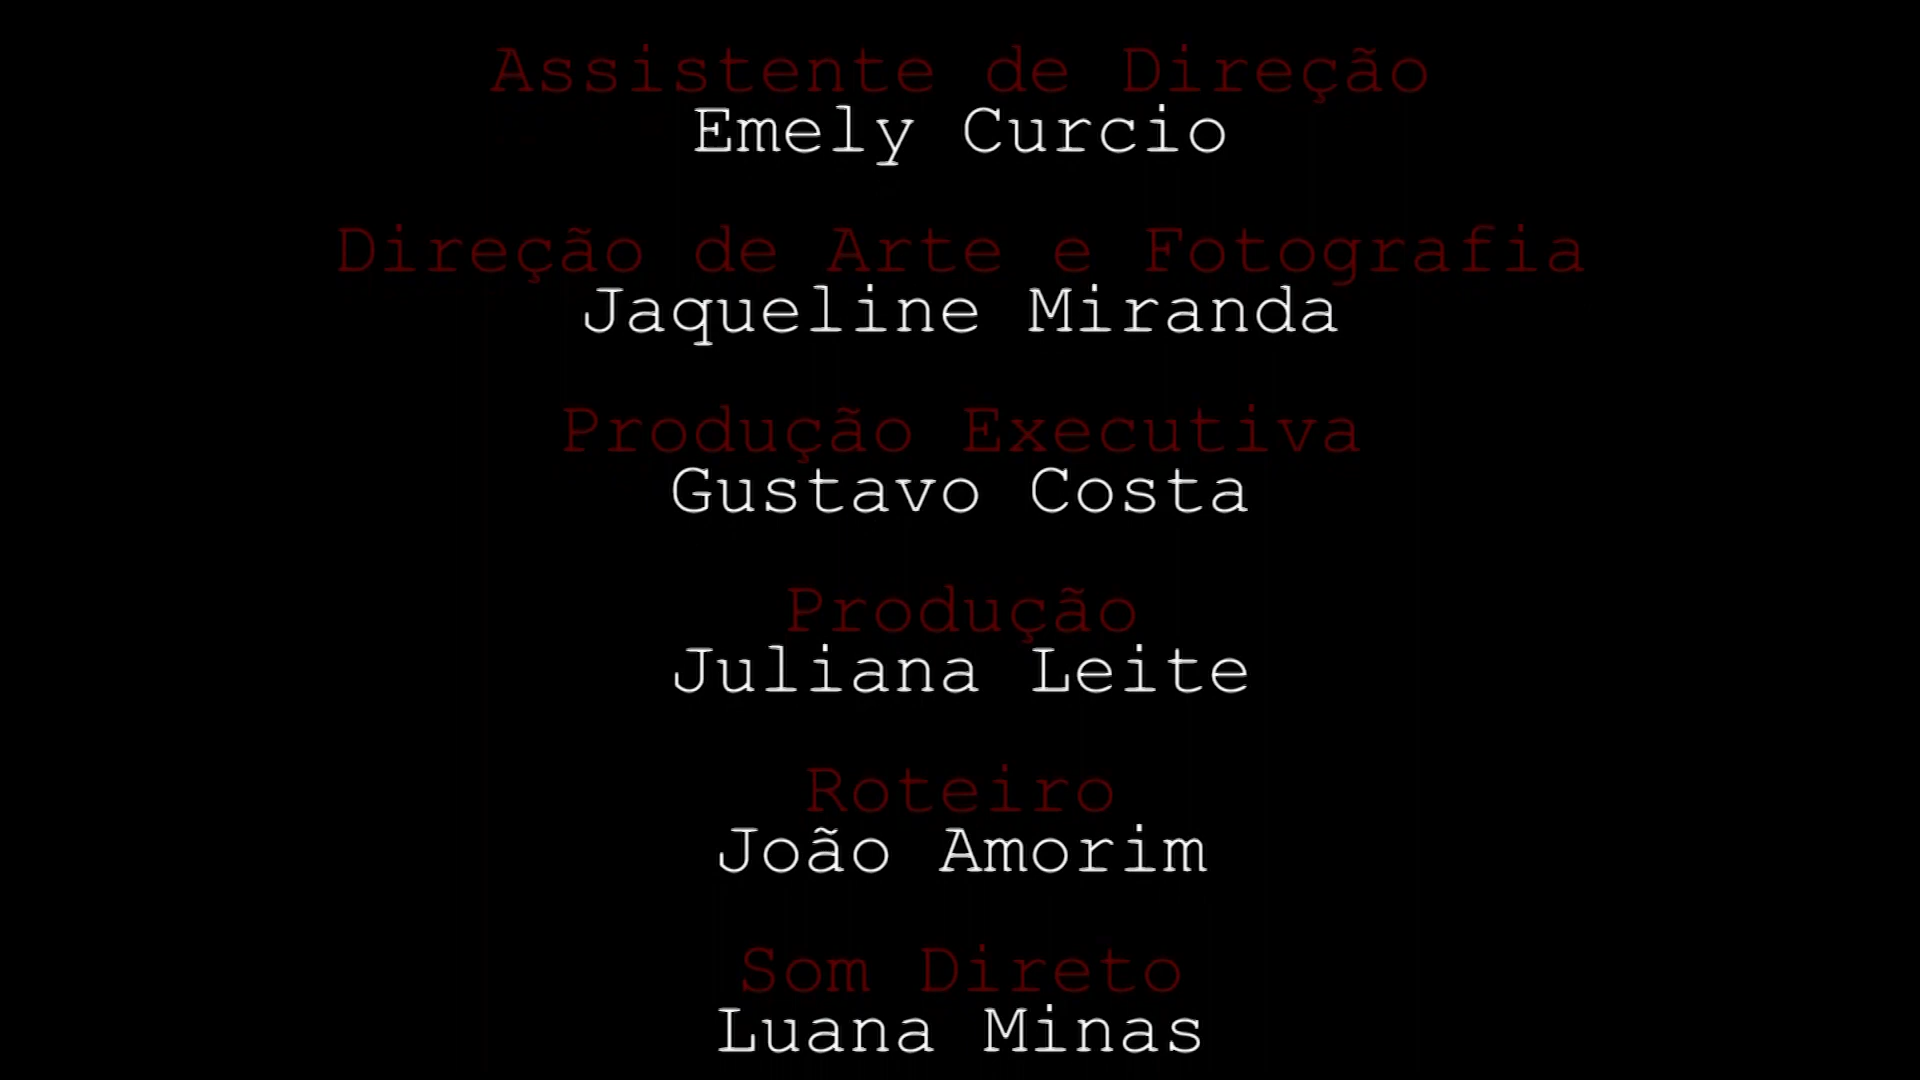 Assistente de Direção
Emely Curcio
Direção de Arte e Fotografia
Jaqueline Miranda
Produção Executiva
Gustavo Costa
Produção
Juliana Leite
Roteiro
João Amorim
Som Direto
Luana Minas